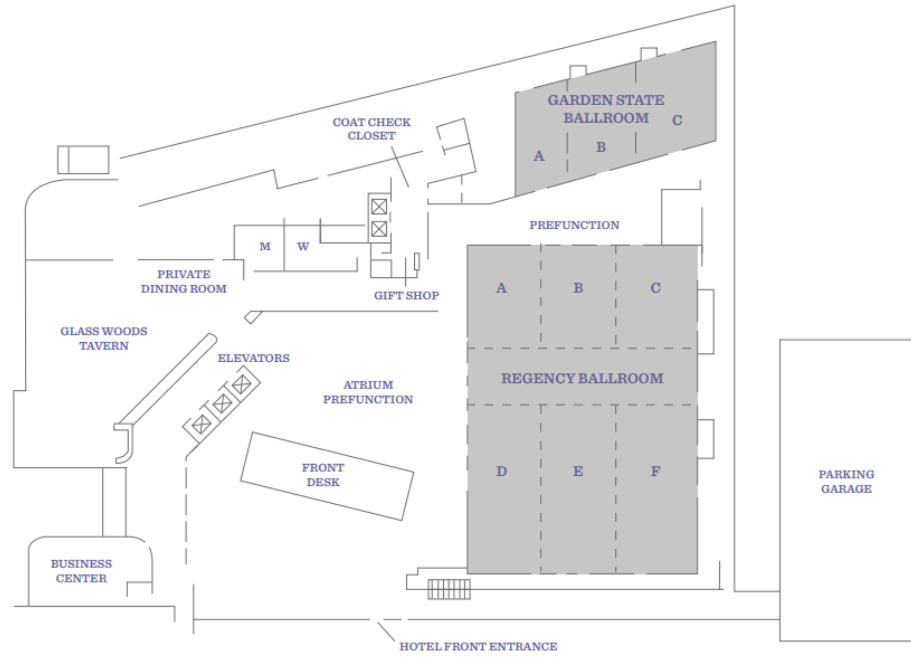 GARDEN STATE
BALLROOM
C
B
A
COAT CHECK
CLOSET
PREFUNCTION
M
W
PRIVATE
DINING ROOM
GIFT SHOP
A
B
C
GLASS WOODS
TAVERN
ELEVATORS
ATRIUM
PREFUNCTION
REGENCY BALLROOM
FRONT
DESK
D
E
F
PARKING
GARAGE
BUSINESS
CENTER
HOTEL FRONT ENTRANCE